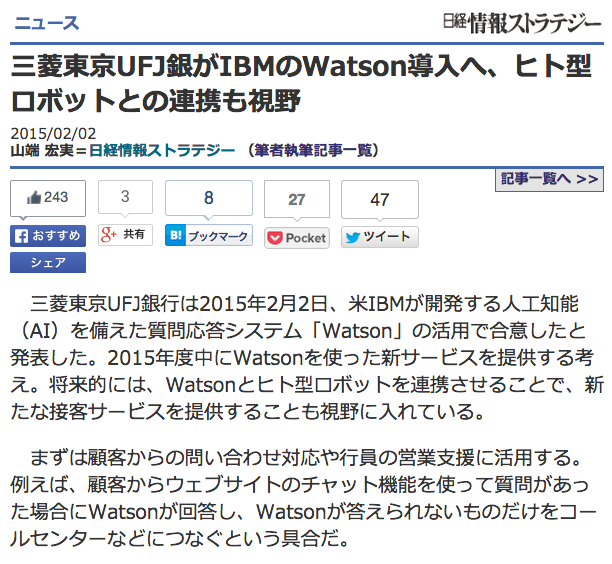 ニュース
日経情報ストラテジー
三菱東京UFJ銀がIBMのWatson導入へ、ヒト型
ロボットとの連携も視野
2015/02/02
山端 宏実＝日経情報ストラテジー （筆者執筆記事一覧）
記事一覧へ >>
243
3
8
27
47
おすすめ
g+ 共有
B! ブックマーク
Pocket
ツイート
シェア
三菱東京UFJ銀行は2015年2月2日、米IBMが開発する人工知能
（AI）を備えた質問応答システム「Watson」の活用で合意したと
発表した。2015年度中にWatsonを使った新サービスを提供する考
え。将来的には、Watsonとヒト型ロボットを連携させることで、新
たな接客サービスを提供することも視野に入れている。
まずは顧客からの問い合わせ対応や行員の営業支援に活用する。
例えば、顧客からウェブサイトのチャット機能を使って質問があっ
た場合にWatsonが回答し、Watsonが答えられないものだけをコー
ルセンターなどにつなぐという具合だ。